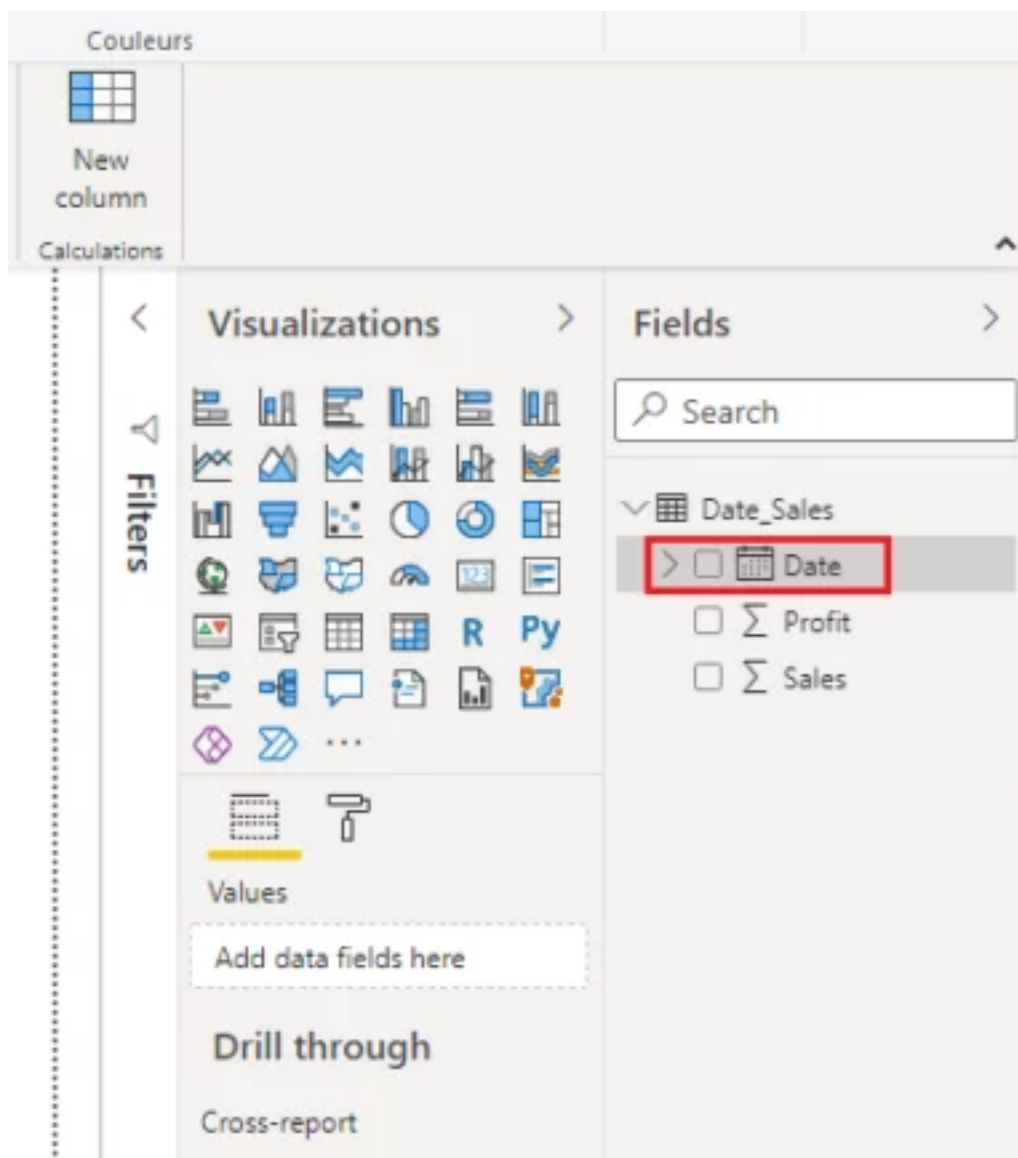 Couleurs
New
column
Calculations
Visualizations
Fields
Search
Filters
Date_Sales
Date
Profit
Sales
123
R
Py
Values
Add data fields here
Drill through
Cross-report